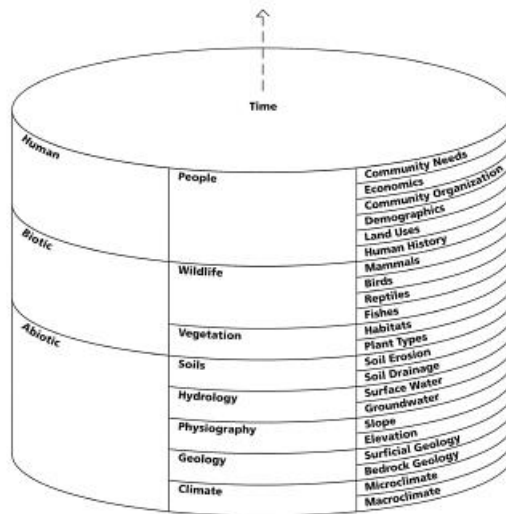 Time
Human
People
Community Needs
Economics
Community Organization
Demographics
Land Uses
Human History
Biotic
Wildlife
Mammals
Birds
Reptiles
Fishes
Vegetation
Habitats
Plant Types
Abiotic
Soils
Soil Erosion
Soil Drainage
Hydrology
Surface Water
Groundwater
Physiography
Slope
Elevation
Geology
Surficial Geology
Bedrock Geology
Climate
Microclimate
Macroclimate